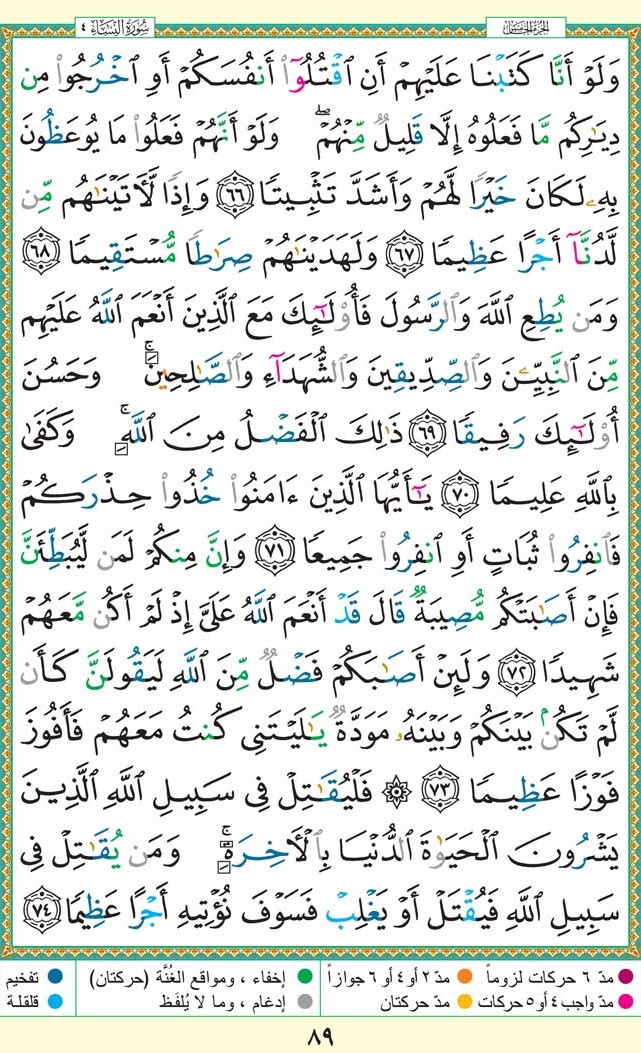 سُورَةُ النِّسَاءِ ٤
الجُزْءُ الخَامِسُ
وَلَوْ أَنَّا كَتَبْنَا عَلَيْهِمْ أَنِ ٱقْتُلُوٓا۟ أَنفُسَكُمْ أَوِ ٱخْرُجُوا۟ مِن
دِيَـٰرِكُم مَّا فَعَلُوهُ إِلَّا قَلِيلٌ مِّنْهُمْ ۖ وَلَوْ أَنَّهُمْ فَعَلُوا۟ مَا يُوعَظُونَ
بِهِۦ لَكَانَ خَيْرًا لَّهُمْ وَأَشَدَّ تَثْبِيتًا ٦٦ وَإِذًا لَّـَٔاتَيْنَـٰهُم مِّن
لَّدُنَّآ أَجْرًا عَظِيمًا ٦٧ وَلَهَدَيْنَـٰهُمْ صِرَٰطًا مُّسْتَقِيمًا ٦٨
وَمَن يُطِعِ ٱللَّهَ وَٱلرَّسُولَ فَأُو۟لَـٰٓئِكَ مَعَ ٱلَّذِينَ أَنْعَمَ ٱللَّهُ عَلَيْهِم
مِّنَ ٱلنَّبِيِّـۧنَ وَٱلصِّدِّيقِينَ وَٱلشُّهَدَآءِ وَٱلصَّـٰلِحِينَ ۚ وَحَسُنَ
أُو۟لَـٰٓئِكَ رَفِيقًا ٦٩ ذَٰلِكَ ٱلْفَضْلُ مِنَ ٱللَّهِ ۚ وَكَفَىٰ
بِٱللَّهِ عَلِيمًا ٧٠ يَـٰٓأَيُّهَا ٱلَّذِينَ ءَامَنُوا۟ خُذُوا۟ حِذْرَكُمْ
فَٱنفِرُوا۟ ثُبَاتٍ أَوِ ٱنفِرُوا۟ جَمِيعًا ٧١ وَإِنَّ مِنكُمْ لَمَن لَّيُبَطِّئَنَّ
فَإِنْ أَصَـٰبَتْكُم مُّصِيبَةٌ قَالَ قَدْ أَنْعَمَ ٱللَّهُ عَلَىَّ إِذْ لَمْ أَكُن مَّعَهُمْ
شَهِيدًا ٧٢ وَلَئِنْ أَصَـٰبَكُمْ فَضْلٌ مِّنَ ٱللَّهِ لَيَقُولَنَّ كَأَن
لَّمْ تَكُنۢ بَيْنَكُمْ وَبَيْنَهُۥ مَوَدَّةٌ يَـٰلَيْتَنِى كُنتُ مَعَهُمْ فَأَفُوزَ
فَوْزًا عَظِيمًا ٧٣ ۞ فَلْيُقَـٰتِلْ فِى سَبِيلِ ٱللَّهِ ٱلَّذِينَ
يَشْرُونَ ٱلْحَيَوٰةَ ٱلدُّنْيَا بِٱلْـَٔاخِرَةِ ۚ وَمَن يُقَـٰتِلْ فِى
سَبِيلِ ٱللَّهِ فَيُقْتَلْ أَوْ يَغْلِبْ فَسَوْفَ نُؤْتِيهِ أَجْرًا عَظِيمًا ٧٤
مدّ ٦ حركات لزوماً مدّ ٢ أو ٤ أو ٦ جوازاً إخفاء ، ومواقع الغُنَّة (حركتان) تفخيم
مدّ واجب ٤ أو ٥ حركات مدّ حركتان إدغام ، وما لا يُلفَظ قلقلة
٨٩